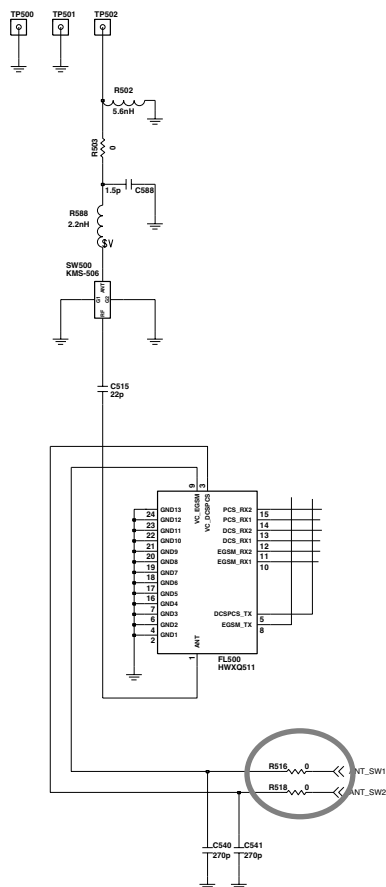 TP500 TP501 TP502
R502
5.6nH
R503
0
1.5p C588
R588
2.2nH
$V
SW500
KMS-506
ANT
G1 G2
RF
C515
22p
9 3
VC_EGSM
VC_DCSPCS
GND13
24 GND12
23 GND11
22 GND10
21 GND9
20 GND8
19 GND7
18 GND6
17 GND5
16 GND4
7 GND3
6 GND2
4 GND1
2
PCS_RX2
15 PCS_RX1
14 DCS_RX2
13 DCS_RX1
12 EGSM_RX2
11 EGSM_RX1
10
DCSPCS_TX
5
EGSM_TX
8
ANT
1
FL500
HWXQ511
R516 0 ANT_SW1
R518 0 ANT_SW2
C540 C541
270p 270p